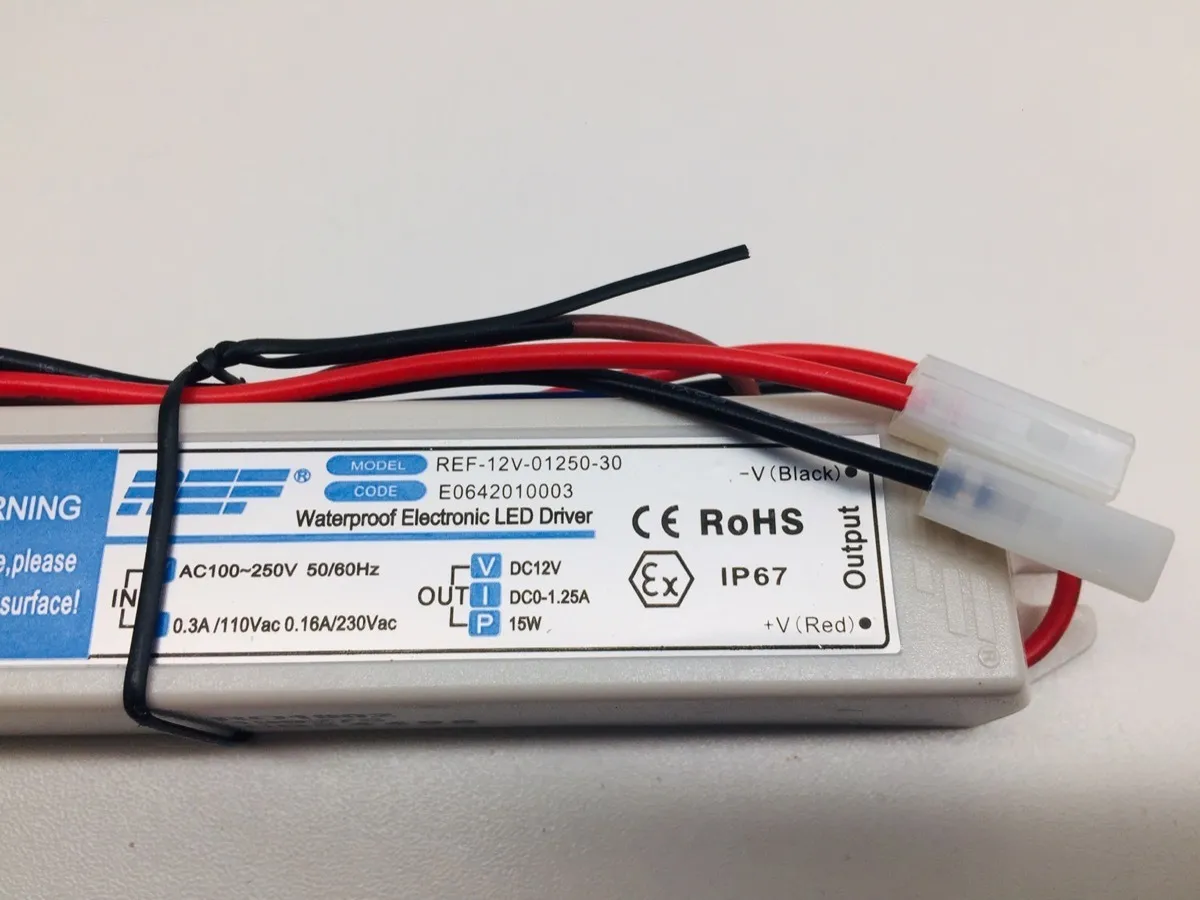 RNING
e,please
surface!
REF®
MODEL REF-12V-01250-30
CODE E0642010003
Waterproof Electronic LED Driver
IN
AC100~250V 50/60Hz
0.3A /110Vac 0.16A/230Vac
OUT
V DC12V
I DC0-1.25A
P 15W
CE RoHS
Ex IP67
-V (Black)
Output
+V (Red)
®